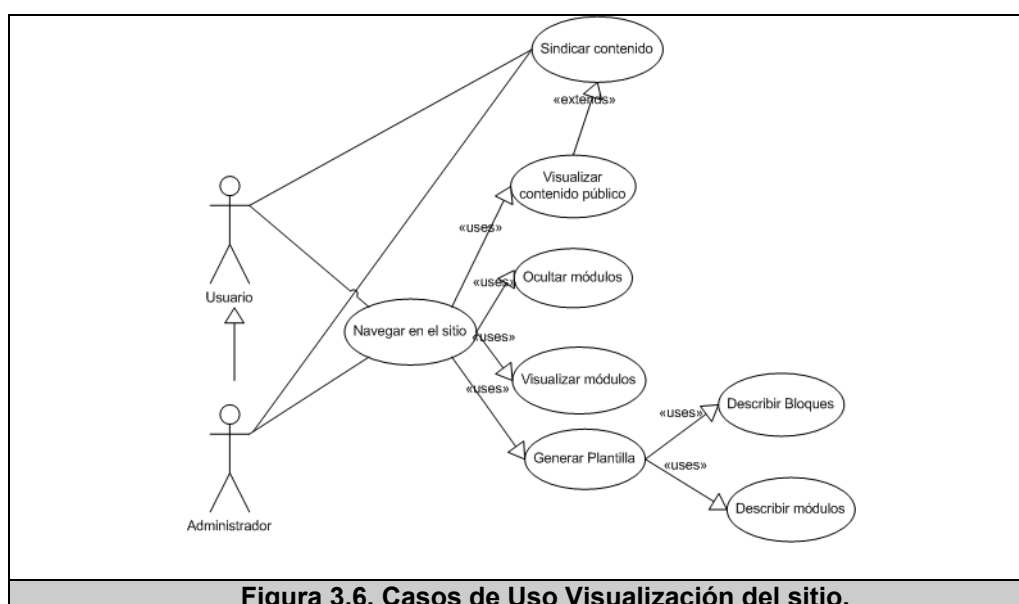 Sindicar contenido
«extends»
Visualizar
contenido público
«uses»
Usuario
«uses»
Ocultar módulos
Navegar en el sitio
«uses»
Visualizar módulos
«uses»
Describir Bloques
«uses»
Generar Plantilla
«uses»
Describir módulos
Administrador
Figura 3.6. Casos de Uso Visualización del sitio.